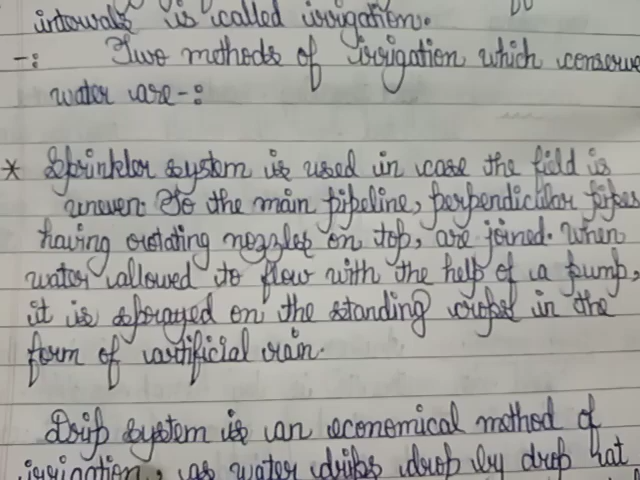 intervals is called irrigation.
-: Two methods of irrigation which conserve
water are-:
* Sprinklor system is used in case the field is
uneven. To the main pipeline, perpendicular pipes
having rotating nozzles on top, are joined. When
water allowed to flow with the help of a pump,
it is sprayed on the standing crops in the
form of artificial rain.
Drip system is an economical method of
irrigation, as water drips drop by drop hat